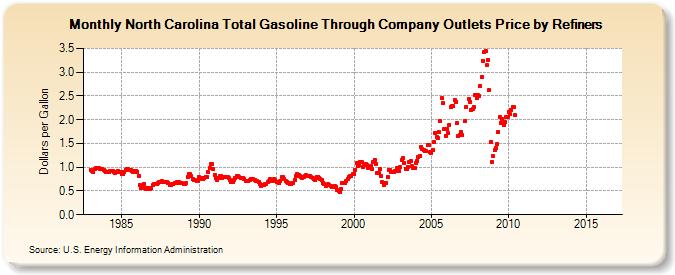 Monthly North Carolina Total Gasoline Through Company Outlets Price by Refiners
Dollars per Gallon
3.5
3.0
2.5
2.0
1.5
1.0
0.5
0.0
1985 1990 1995 2000 2005 2010 2015
Source: U.S. Energy Information Administration